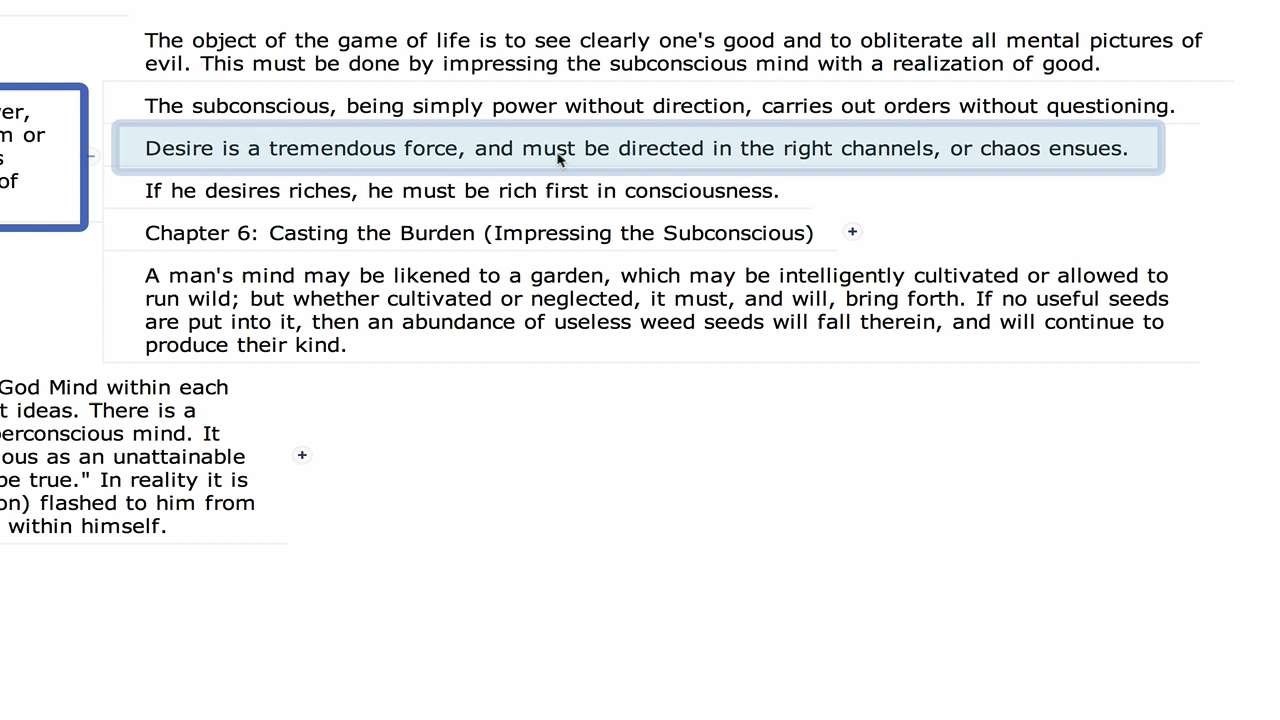 The object of the game of life is to see clearly one's good and to obliterate all mental pictures of
evil. This must be done by impressing the subconscious mind with a realization of good.
The subconscious, being simply power without direction, carries out orders without questioning.
Desire is a tremendous force, and must be directed in the right channels, or chaos ensues.
If he desires riches, he must be rich first in consciousness.
Chapter 6: Casting the Burden (Impressing the Subconscious)
A man's mind may be likened to a garden, which may be intelligently cultivated or allowed to
run wild; but whether cultivated or neglected, it must, and will, bring forth. If no useful seeds
are put into it, then an abundance of useless weed seeds will fall therein, and will continue to
produce their kind.
or
of
God Mind within each
ideas. There is a
mind. It
as an unattainable
true." In reality it is
flashed to him from
within himself.